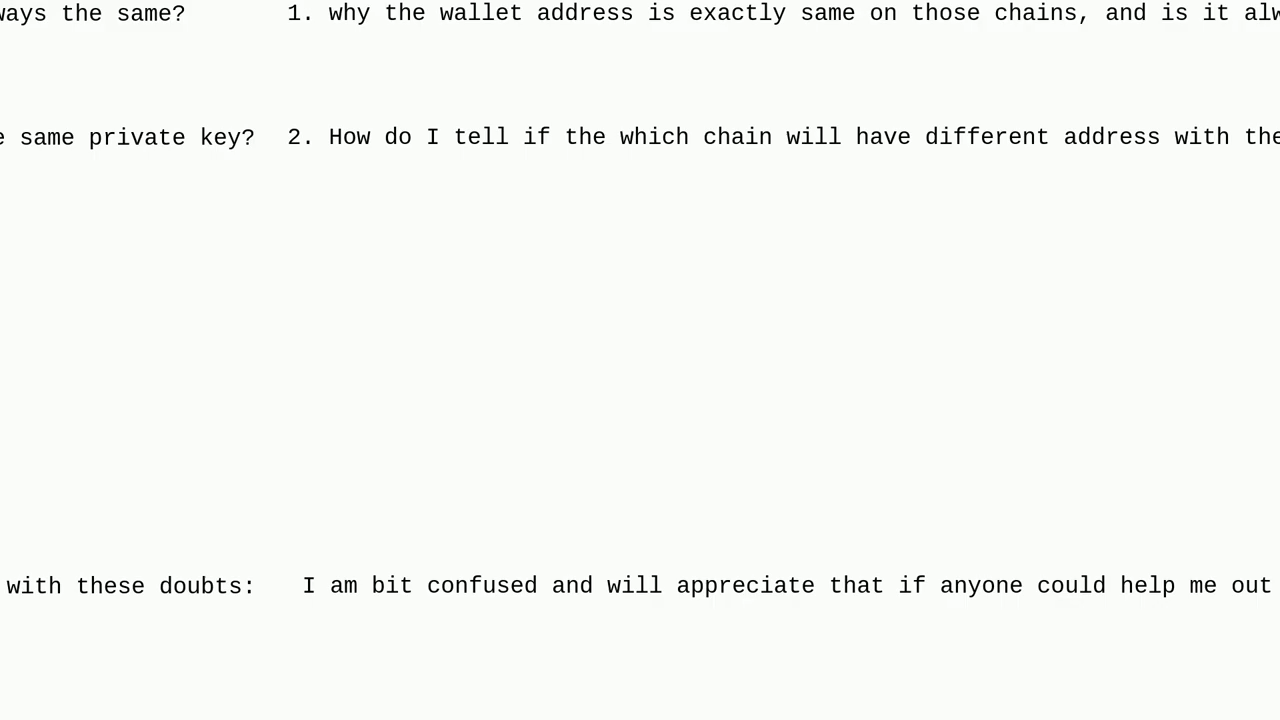 1. why the wallet address is exactly same on those chains, and is it always the same?
2. How do I tell if the which chain will have different address with the same private key?
I am bit confused and will appreciate that if anyone could help me out with these doubts: